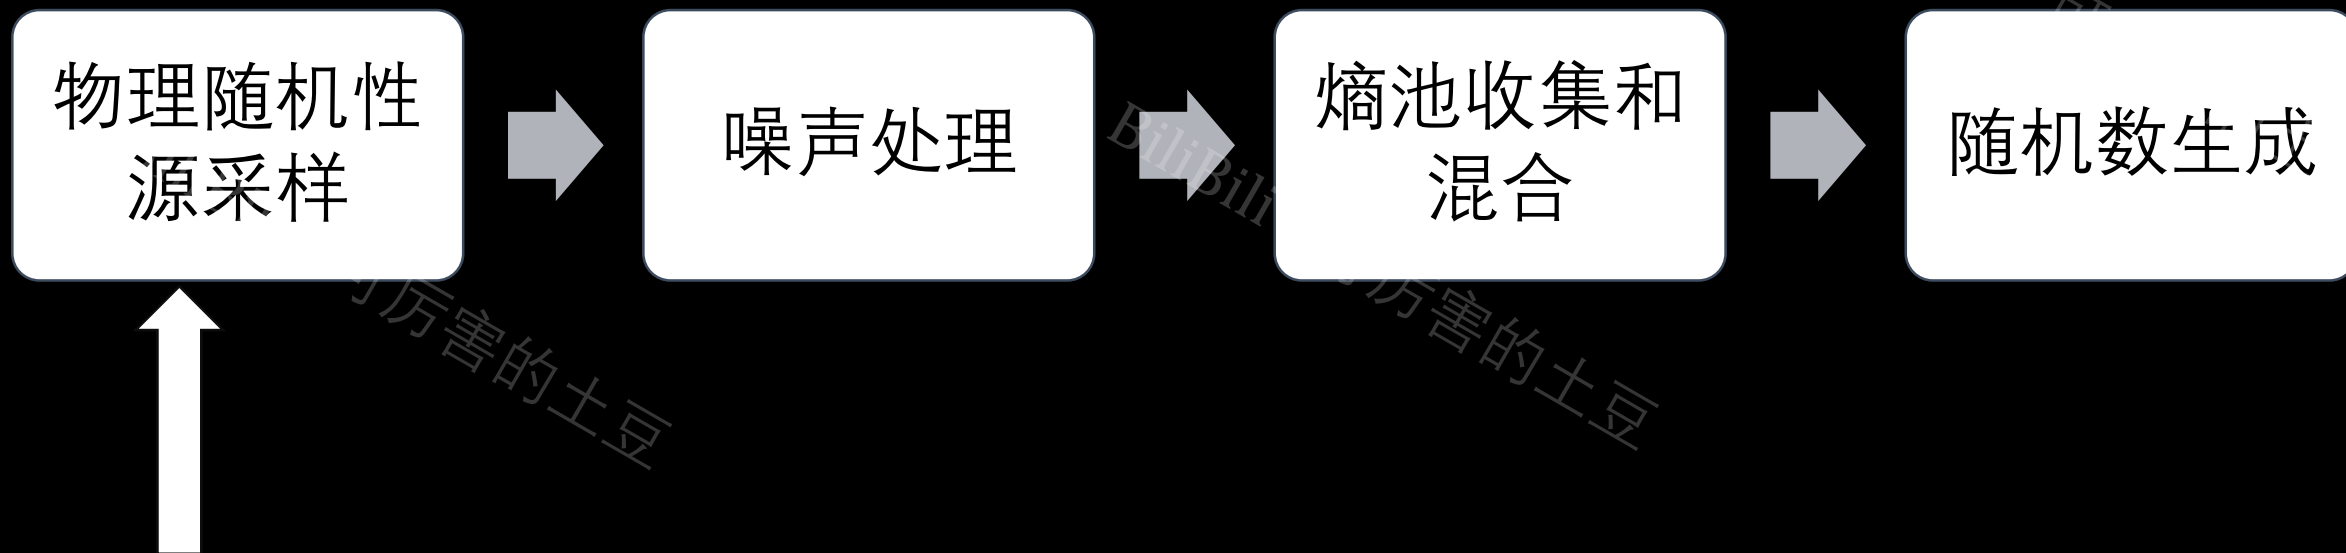 物理随机性
源采样
噪声处理
熵池收集和
混合
随机数生成
BiliBili
厉害的土豆
厉害的土豆